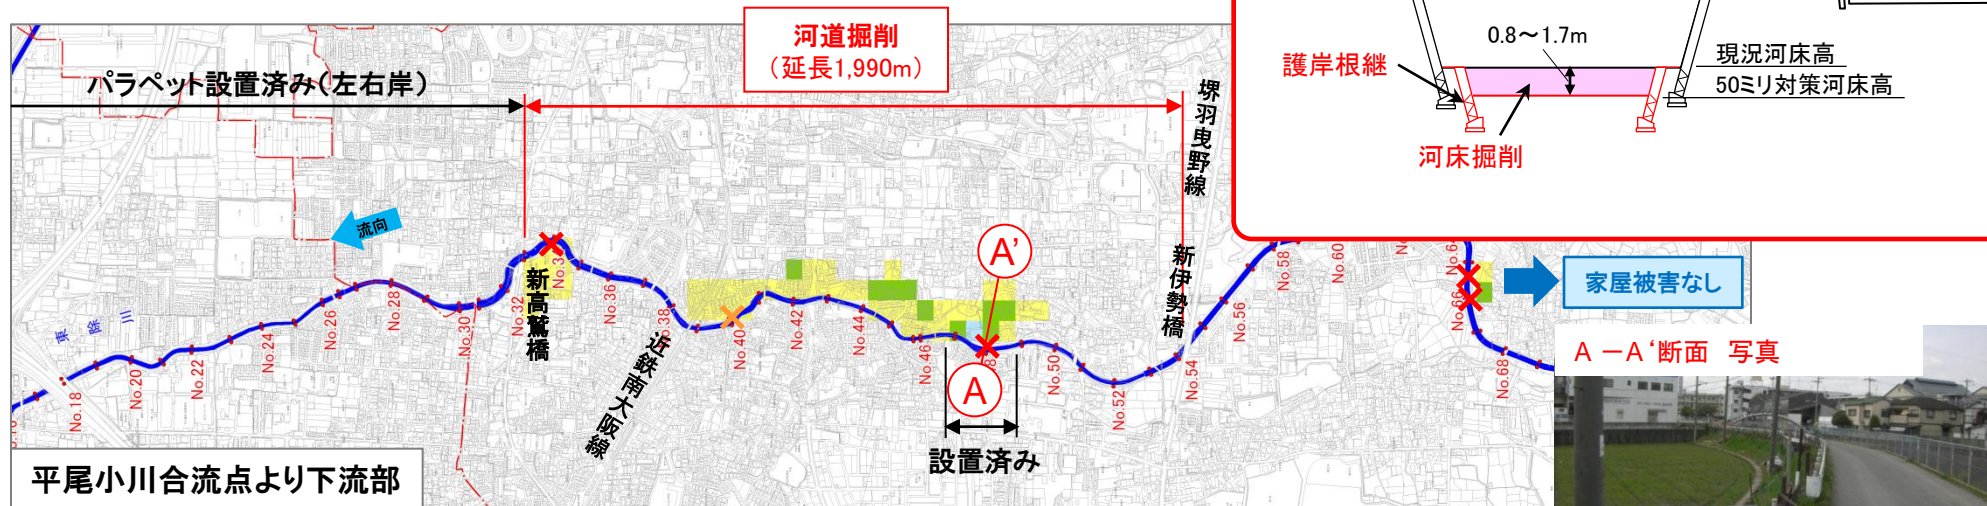 河道掘削
（延長1,990m）
パラペット設置済み（左右岸）
堺羽曳野線
流向
東除川
新高鷲橋
近鉄南大阪線
新伊勢橋
A'
A
設置済み
平尾小川合流点より下流部
No.18
No.20
No.22
No.24
No.26
No.28
No.30
No.32
No.36
No.38
No.40
No.42
No.44
No.46
No.50
No.52
No.54
No.56
No.58
No.60
No.64
No.66
No.68
0.8～1.7m
護岸根継
現況河床高
50ミリ対策河床高
河床掘削
家屋被害なし
A －A‘断面 写真